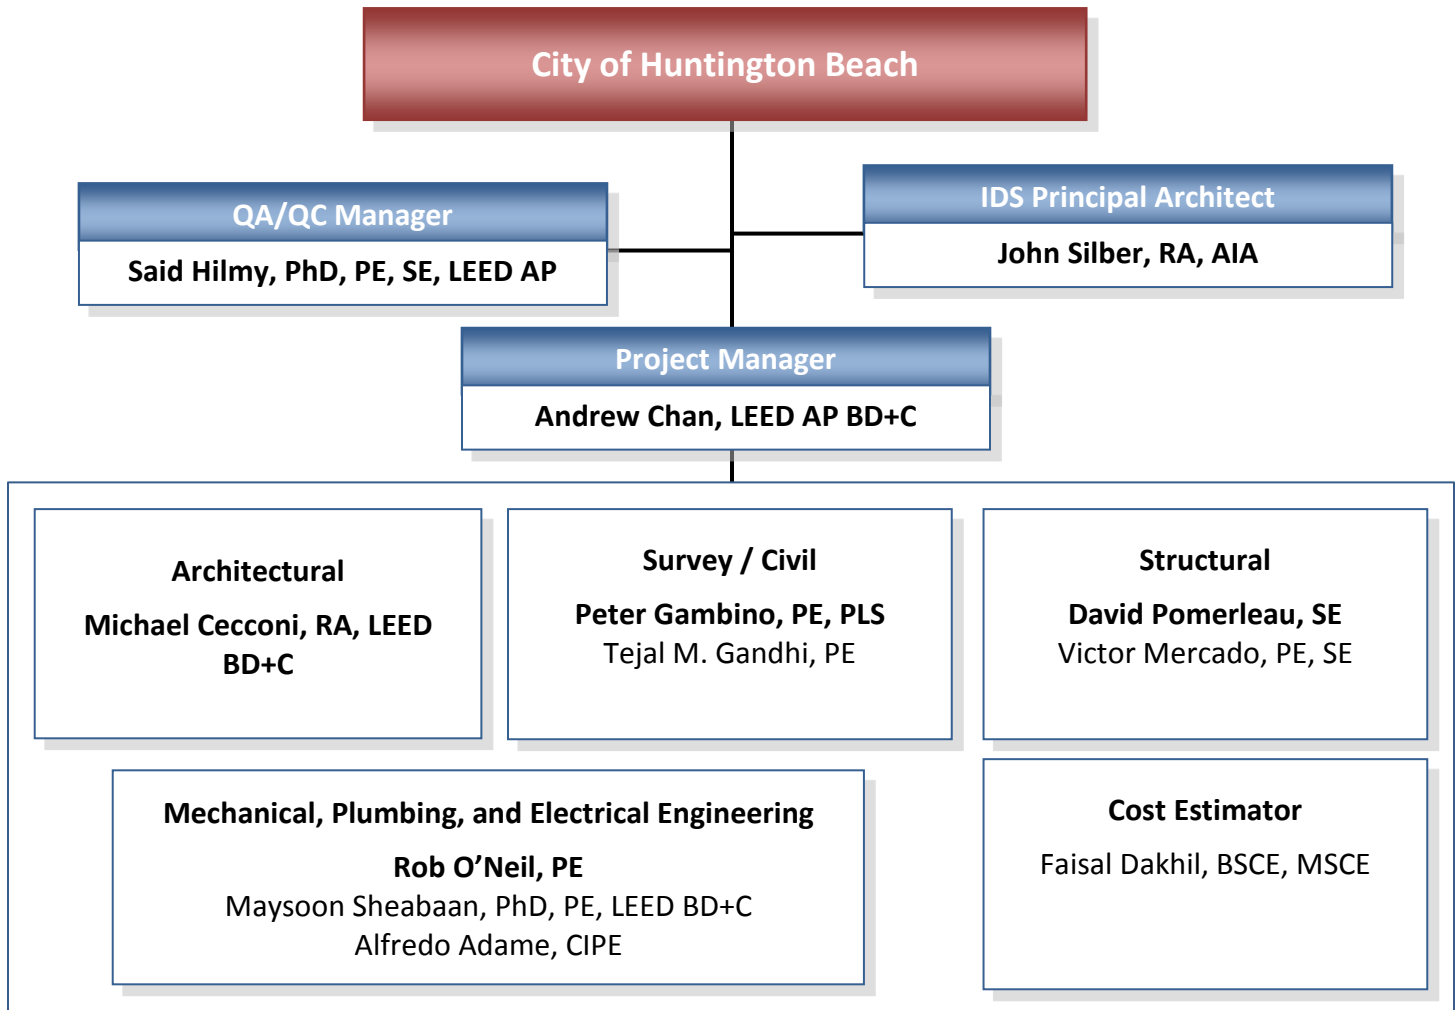 City of Huntington Beach
QA/QC Manager
Said Hilmy, PhD, PE, SE, LEED AP
IDS Principal Architect
John Silber, RA, AIA
Project Manager
Andrew Chan, LEED AP BD+C
Architectural
Michael Cecconi, RA, LEED
BD+C
Survey / Civil
Peter Gambino, PE, PLS
Tejal M. Gandhi, PE
Structural
David Pomerleau, SE
Victor Mercado, PE, SE
Mechanical, Plumbing, and Electrical Engineering
Rob O’Neil, PE
Maysoon Sheabaan, PhD, PE, LEED BD+C
Alfredo Adame, CIPE
Cost Estimator
Faisal Dakhil, BSCE, MSCE